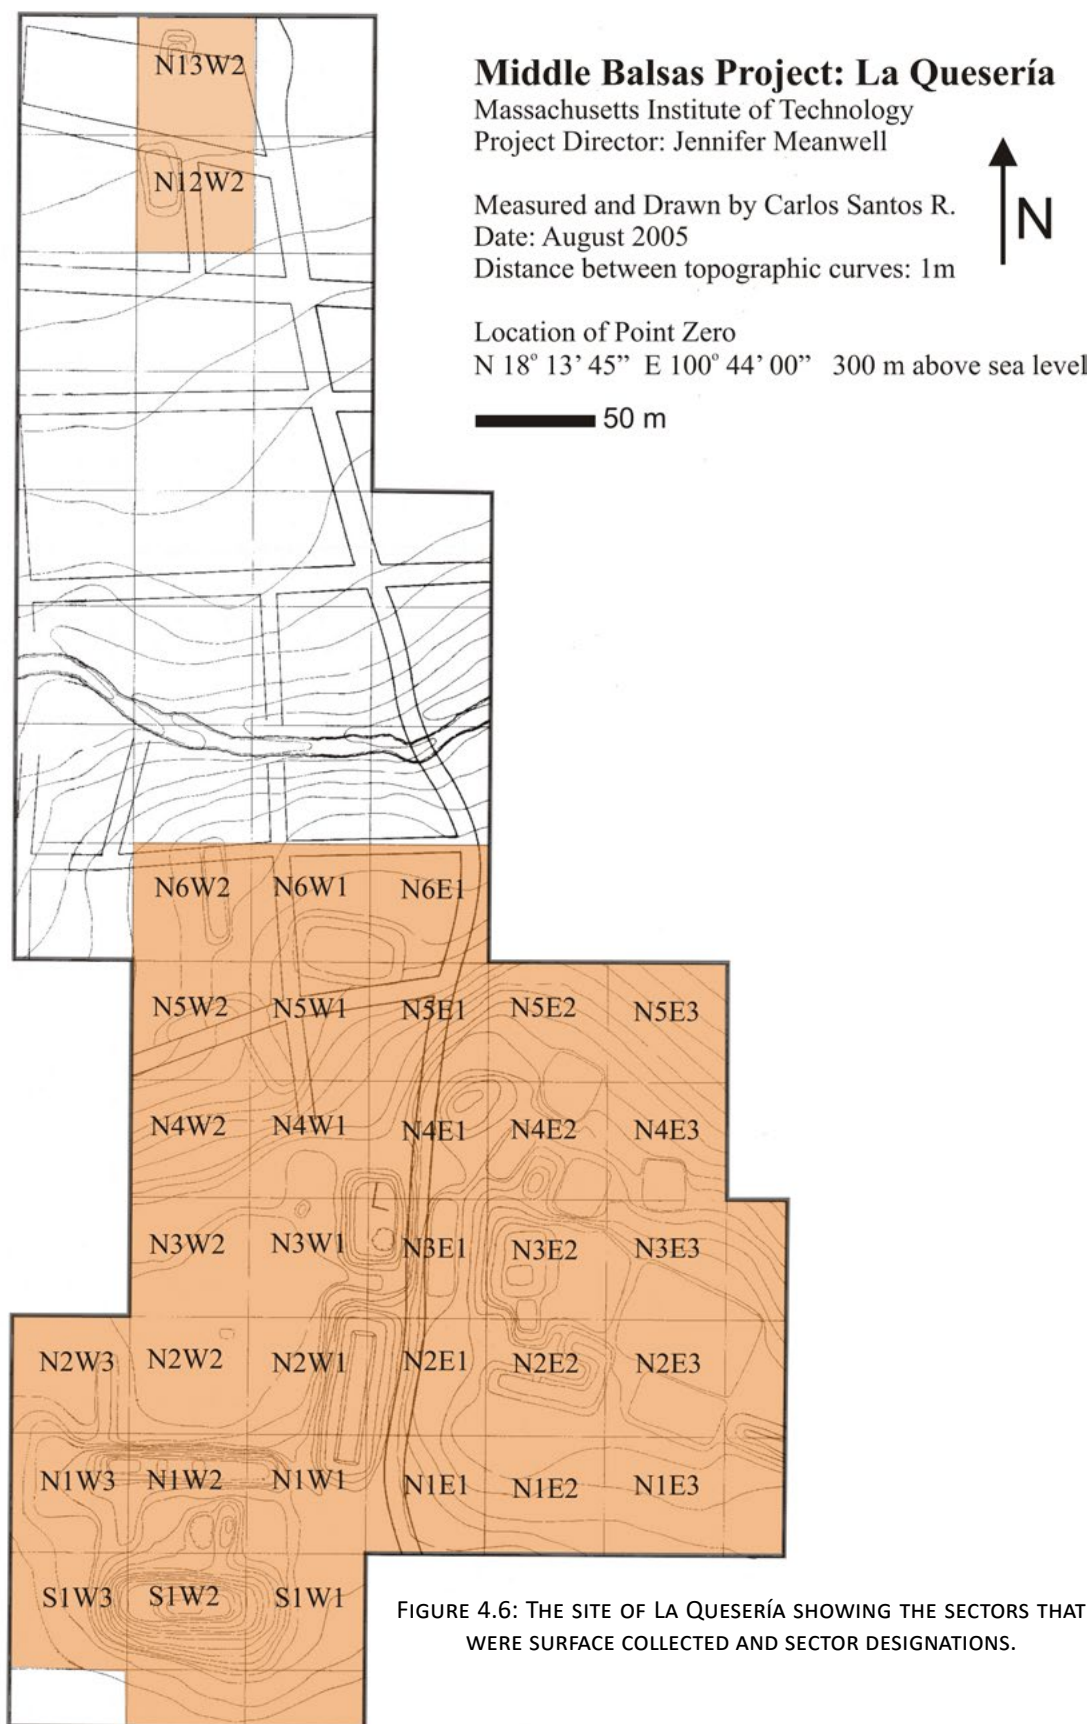 Middle Balsas Project: La Quesería
Massachusetts Institute of Technology
Project Director: Jennifer Meanwell
N
Measured and Drawn by Carlos Santos R.
Date: August 2005
Distance between topographic curves: 1m
Location of Point Zero
N 18° 13' 45” E 100° 44' 00” 300 m above sea level
50 m
N13W2
N12W2
N6W2 N6W1 N6E1
N5W2 N5W1 N5E1 N5E2 N5E3
N4W2 N4W1 N4E1 N4E2 N4E3
N3W2 N3W1 N3E1 N3E2 N3E3
N2W3 N2W2 N2W1 N2E1 N2E2 N2E3
N1W3 N1W2 N1W1 N1E1 N1E2 N1E3
S1W3 S1W2 S1W1
Figure 4.6: The site of La Quesería showing the sectors that
were surface collected and sector designations.